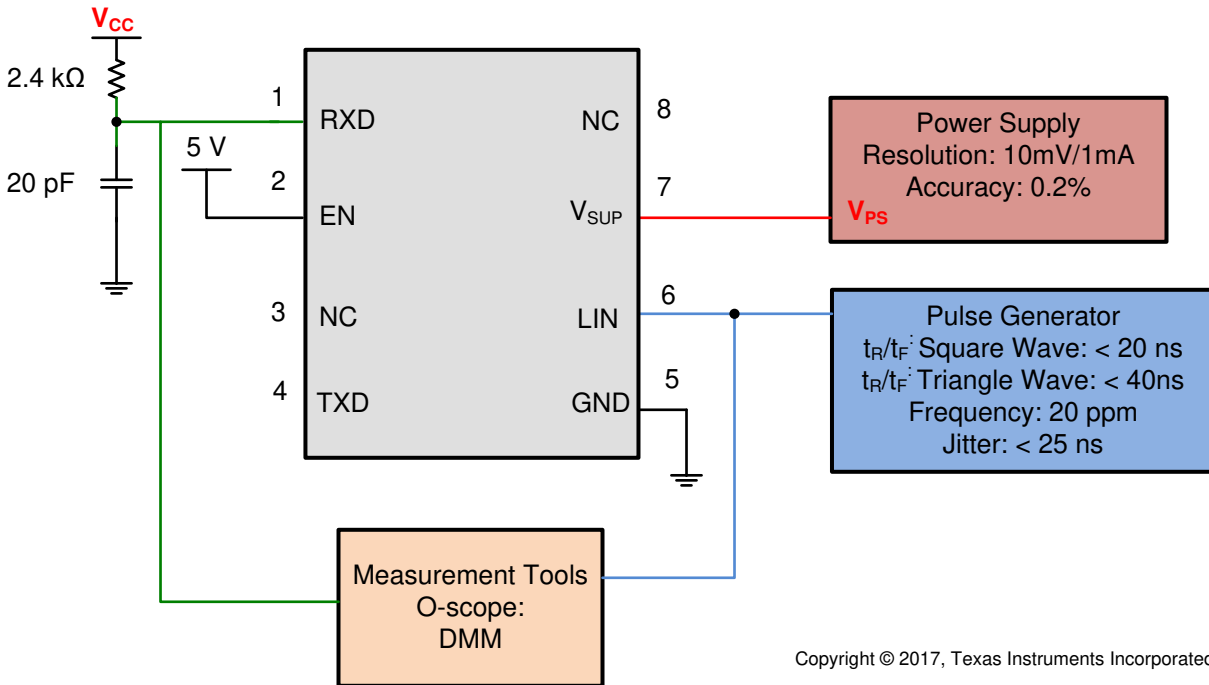 VCC
2.4 kΩ
20 pF
5 V
1
2
3
4
RXD
EN
NC
TXD
NC
VSUP
LIN
GND
8
7
6
5
Power Supply
Resolution: 10mV/1mA
Accuracy: 0.2%
VPS
Pulse Generator
tR/tF: Square Wave: < 20 ns
tR/tF: Triangle Wave: < 40ns
Frequency: 20 ppm
Jitter: < 25 ns
Measurement Tools
O-scope:
DMM
Copyright © 2017, Texas Instruments Incorporated